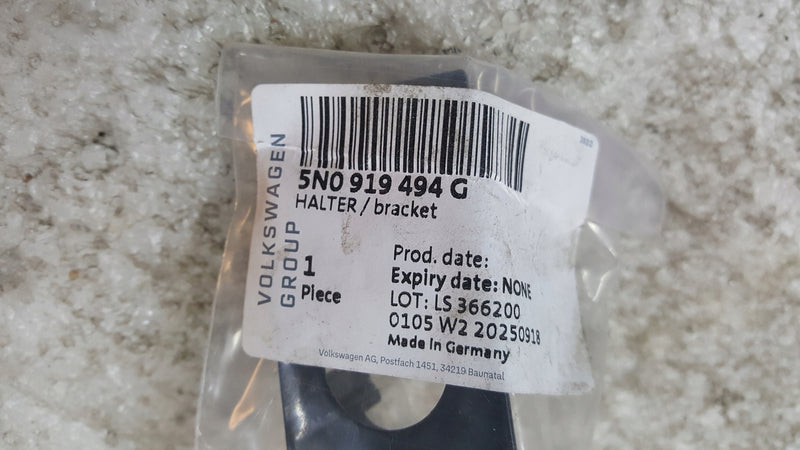 VOLKSWAGEN
GROUP
5N0 919 494 G
HALTER / bracket
1
Piece
Prod. date:
Expiry date: NONE
LOT: LS 366200
0105 W2 20250918
Made in Germany
Volkswagen AG, Postfach 1451, 34219 Baunatal